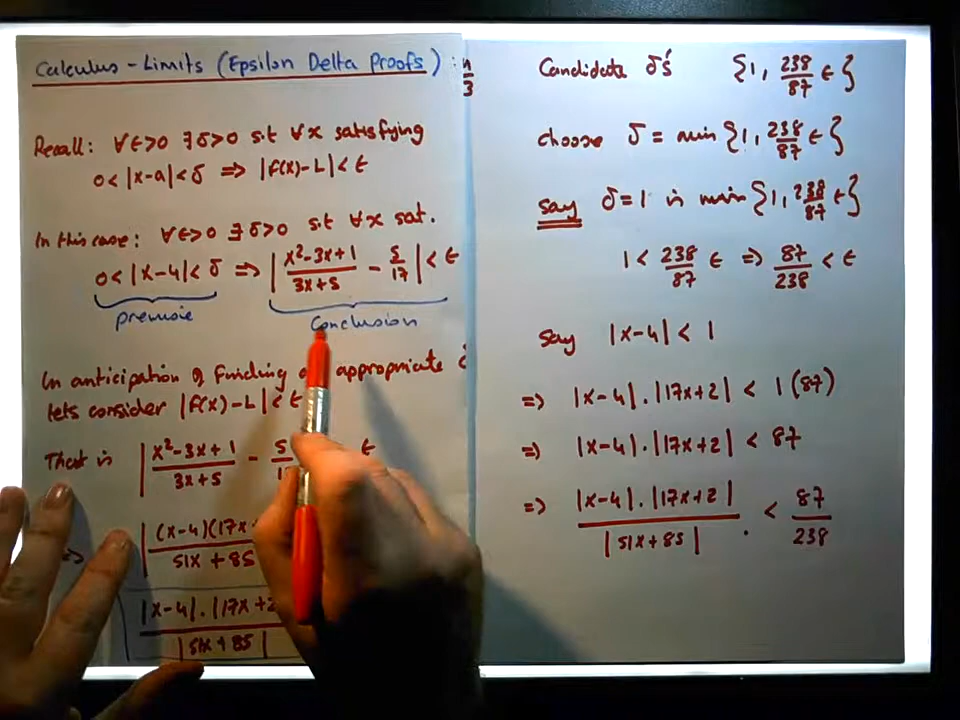 Calculus - Limits (Epsilon Delta Proofs) :
n
3
Recall: ∀ε>0 ∃δ>0 s.t ∀x satisfying
0<|x-a|<δ ⇒ |f(x)-L|<ε
In this case: ∀ε>0 ∃δ>0 s.t ∀x sat.
0<|x-4|<δ ⇒ |(x²-3x+1)/(3x+5) - 5/17|<ε
premise conclusion
In anticipation of finding appropriate
lets consider |f(x)-L|<ε
That is |(x²-3x+1)/(3x+5) - 5 ε
|(x-4)(17x
51x+85
|x-4|.|17x+2
|51x+85|
Candidate δ's {1, 238/87 ε}
choose δ = min {1, 238/87 ε}
say δ=1 is min {1, 238/87 ε}
1 < 238/87 ε ⇒ 87/238 < ε
Say |x-4| < 1
⇒ |x-4|.|17x+2| < 1(87)
⇒ |x-4|.|17x+2| < 87
⇒ |x-4|.|17x+2| / |51x+85| < 87/238